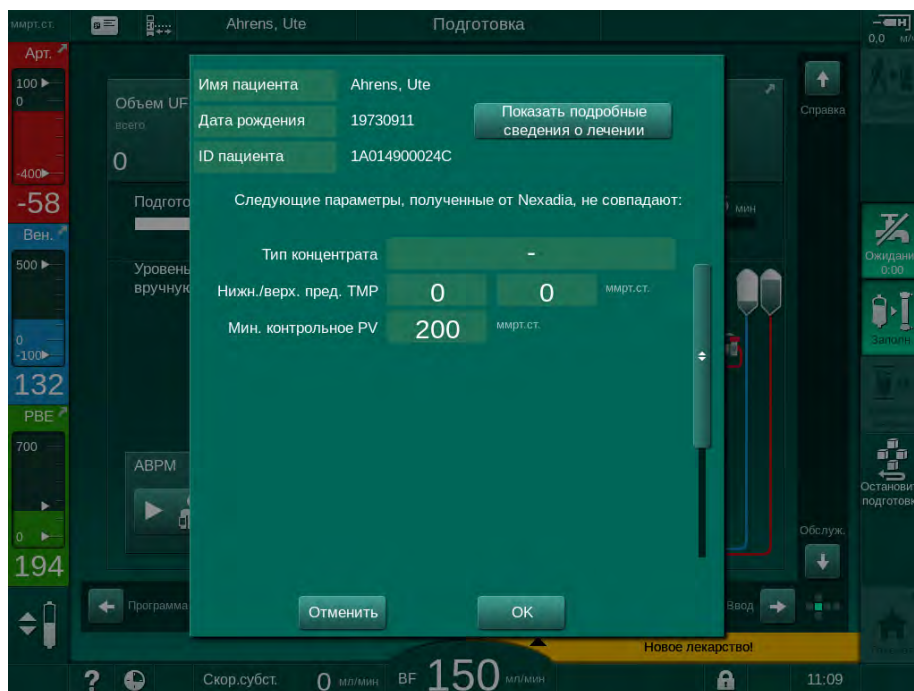 ммрт.ст.
Ahrens, Ute
Подготовка
0,0 м/
Арт.
100
0
-400
-58
Вен.
500
0
-100
132
PBE
700
0
194
Объем UF
всего
0
Подгото
мин
Уровень
вручную
АВРМ
Программа
Ввод
Имя пациента Ahrens, Ute
Дата рождения 19730911
Показать подробные
сведения о лечении
ID пациента 1A014900024C
Следующие параметры, полученные от Nexadia, не совпадают:
Тип концентрата -
Нижн./верх. пред. TMP 0 0 ммрт.ст.
Мин. контрольное PV 200 ммрт.ст.
Отменить OK
Справка
Обслуж.
Ожидани
0:00
Заполн
Останови
подготовк
Новое лекарство!
? Скор.субст. 0 мл/мин BF 150 мл/мин 11:09